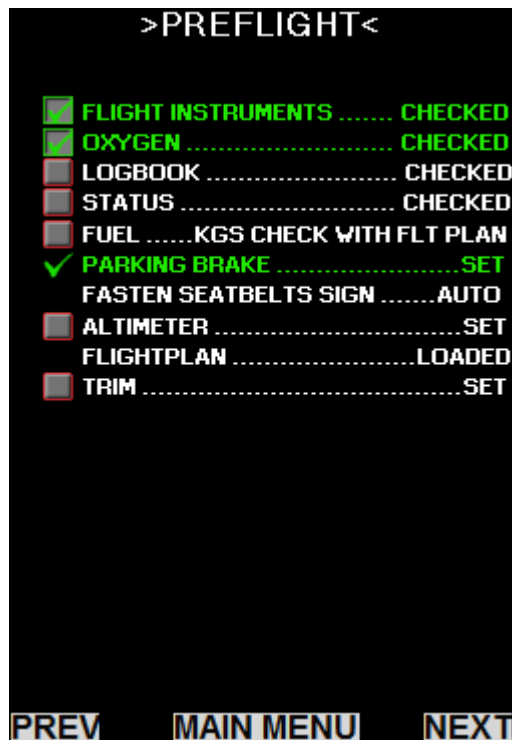 >PREFLIGHT<
FLIGHT INSTRUMENTS ....... CHECKED
OXYGEN .......................... CHECKED
LOGBOOK ........................ CHECKED
STATUS ........................... CHECKED
FUEL ......KGS CHECK WITH FLT PLAN
PARKING BRAKE .......................SET
FASTEN SEATBELTS SIGN .......AUTO
ALTIMETER ...............................SET
FLIGHTPLAN .......................LOADED
TRIM ........................................SET
PREV MAIN MENU NEXT